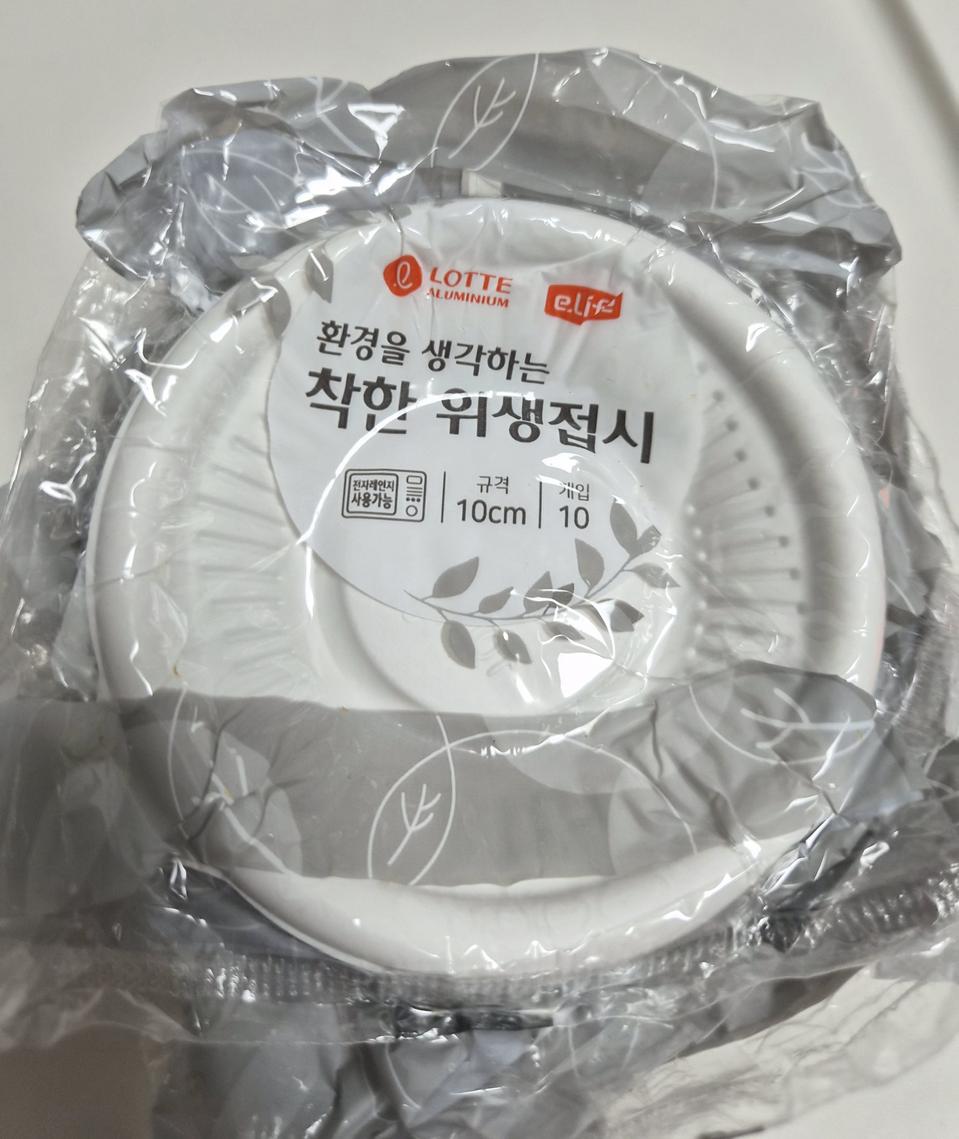 LOTTE
ALUMINIUM
e.Life
환경을 생각하는
착한 위생접시
전자레인지
사용가능
규격
10cm
개입
10